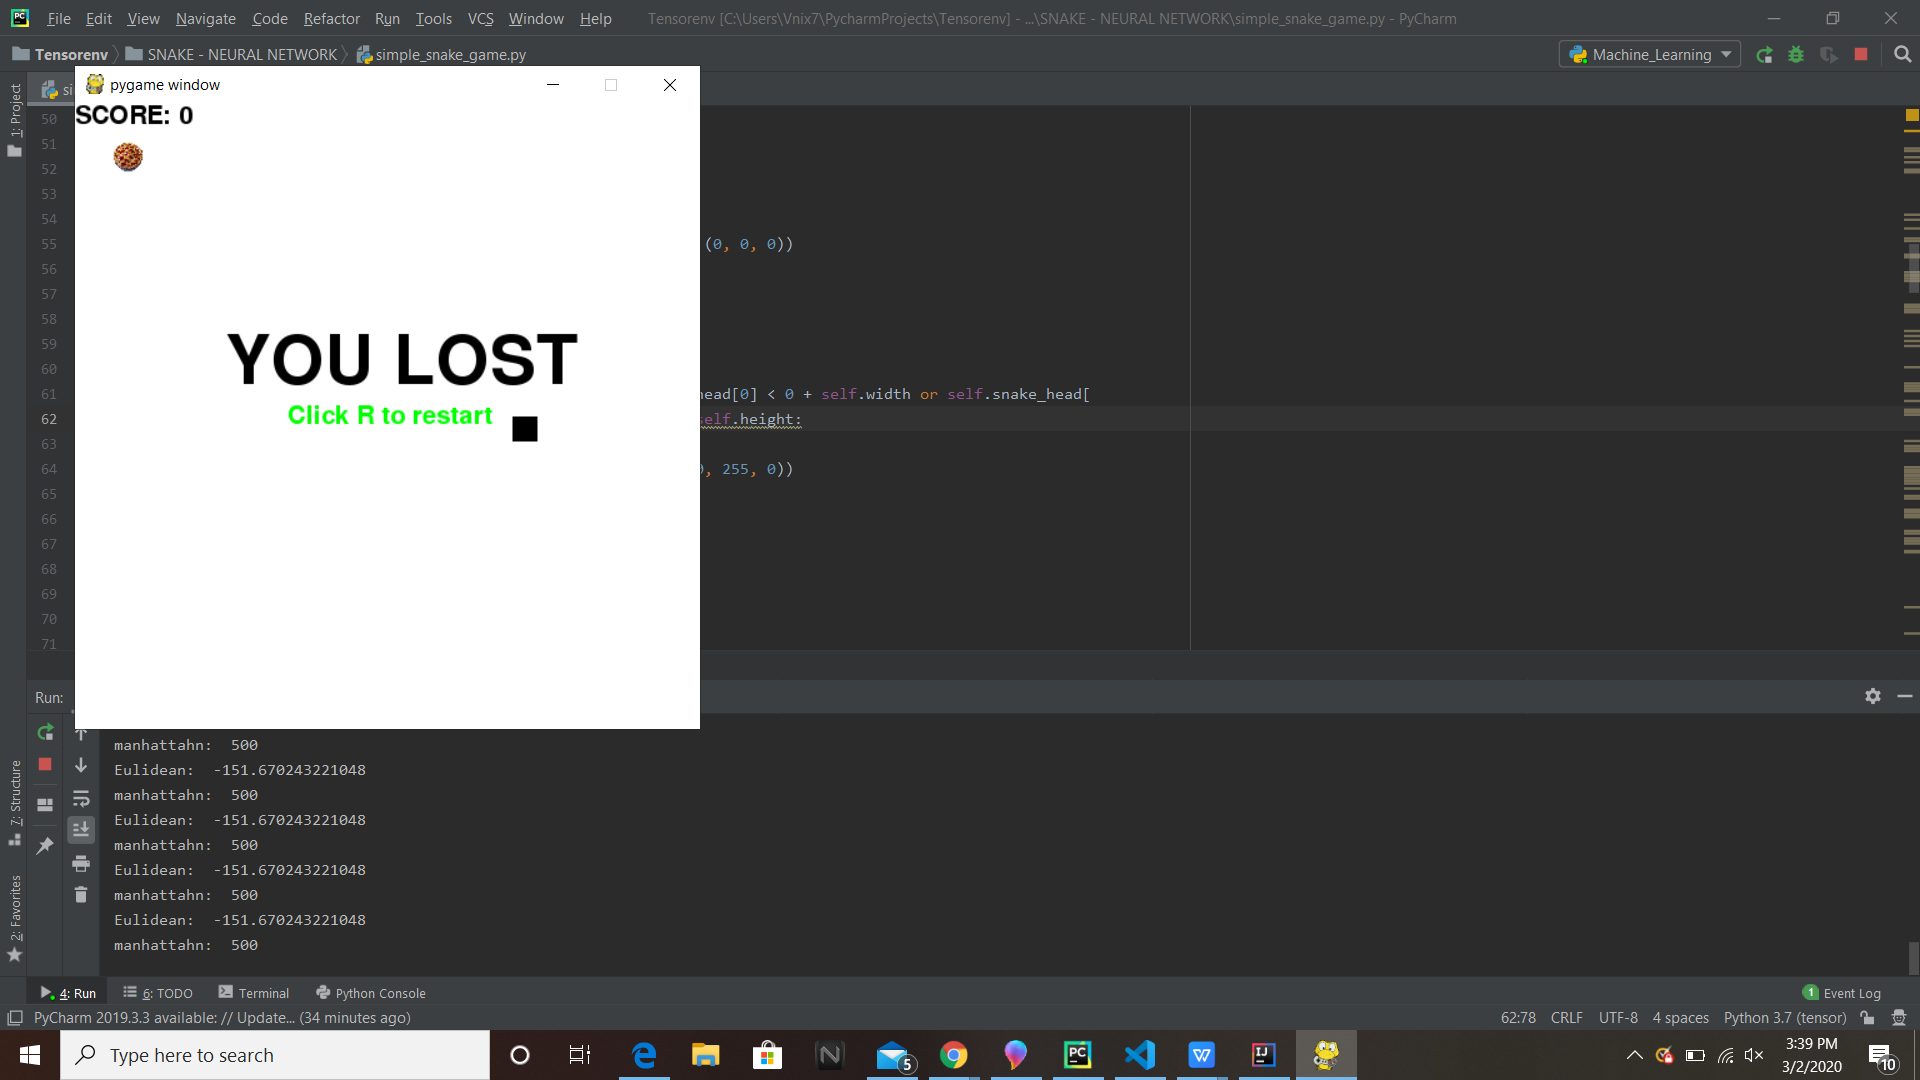 File Edit View Navigate Code Refactor Run Tools VCS Window Help Tensorenv [C:\Users\Vnix7\PycharmProjects\Tensorenv] - ...\SNAKE - NEURAL NETWORK\simple_snake_game.py - PyCharm
Tensorenv SNAKE - NEURAL NETWORK simple_snake_game.py Machine_Learning
1: Project
si
pygame window
SCORE: 0
YOU LOST
Click R to restart
50
51
52
53
54
55 (0, 0, 0))
56
57
58
59
60
61 head[0] < 0 + self.width or self.snake_head[
62 self.height:
63
64 0, 255, 0))
65
66
67
68
69
70
71
Run:
manhattahn: 500
Eulidean: -151.670243221048
manhattahn: 500
Eulidean: -151.670243221048
manhattahn: 500
Eulidean: -151.670243221048
manhattahn: 500
Eulidean: -151.670243221048
manhattahn: 500
7: Structure
2: Favorites
4: Run 6: TODO Terminal Python Console 1 Event Log
PyCharm 2019.3.3 available: // Update... (34 minutes ago) 62:78 CRLF UTF-8 4 spaces Python 3.7 (tensor)
Type here to search 5 3:39 PM
3/2/2020 10